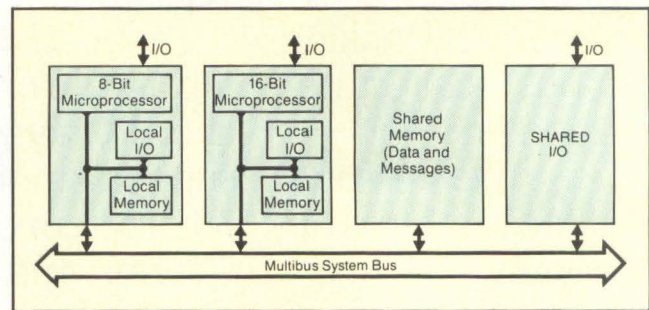 I/O
I/O
I/O
8-Bit
Microprocessor
Local
I/O
Local
Memory
16-Bit
Microprocessor
Local
I/O
Local
Memory
Shared
Memory
(Data and
Messages)
SHARED
I/O
Multibus System Bus